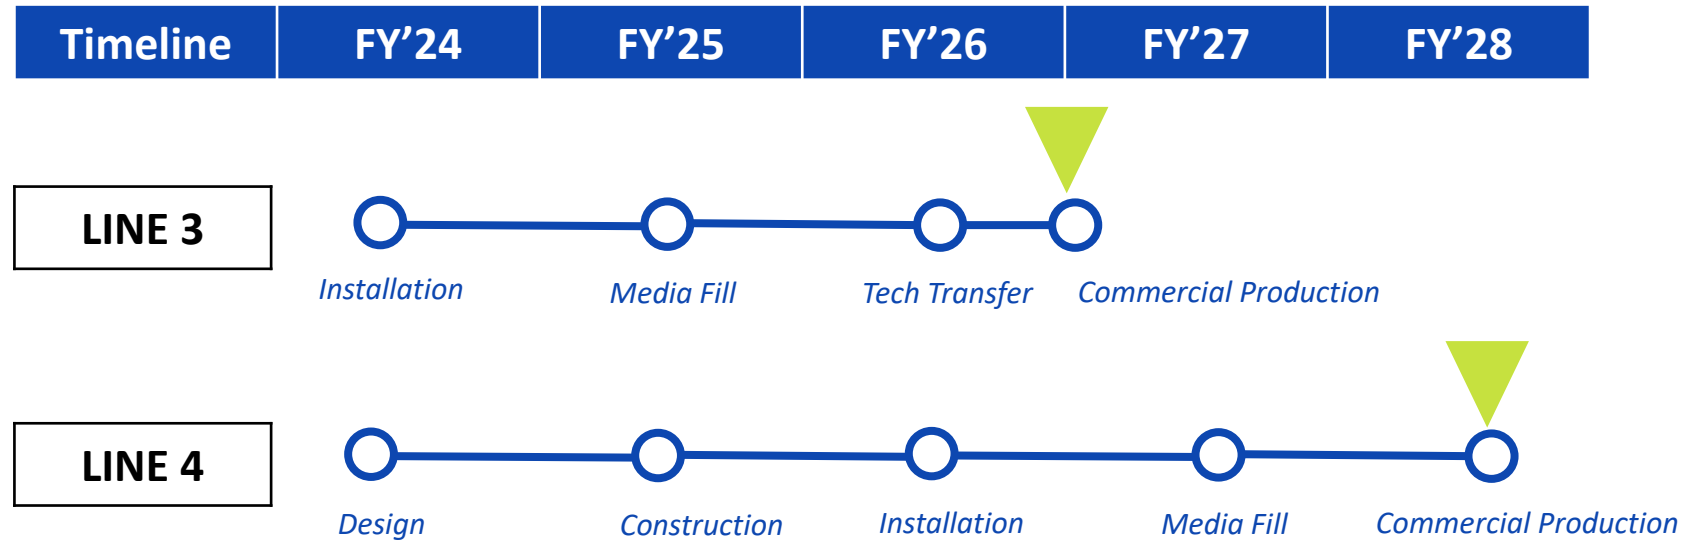 Timeline FY’24 FY’25 FY’26 FY’27 FY’28
LINE 3
Installation Media Fill Tech Transfer Commercial Production
LINE 4
Design Construction Installation Media Fill Commercial Production